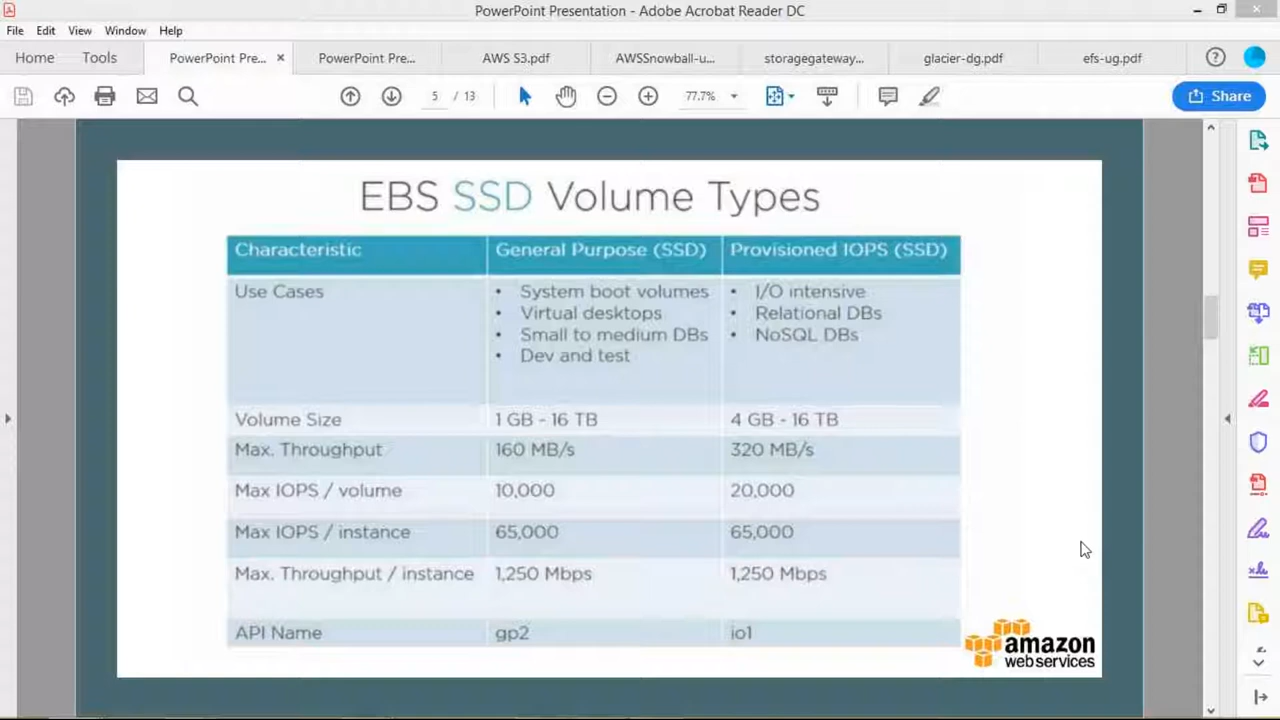 PowerPoint Presentation - Adobe Acrobat Reader DC
File Edit View Window Help
Home Tools PowerPoint Pre... × PowerPoint Pre... AWS S3.pdf AWSSnowball-u... storagegateway... glacier-dg.pdf efs-ug.pdf
5 / 13 77.7% Share
EBS SSD Volume Types
Characteristic General Purpose (SSD) Provisioned IOPS (SSD)
Use Cases • System boot volumes • I/O intensive
• Virtual desktops • Relational DBs
• Small to medium DBs • NoSQL DBs
• Dev and test
Volume Size 1 GB - 16 TB 4 GB - 16 TB
Max. Throughput 160 MB/s 320 MB/s
Max IOPS / volume 10,000 20,000
Max IOPS / instance 65,000 65,000
Max. Throughput / instance 1,250 Mbps 1,250 Mbps
API Name gp2 io1
amazon
web services